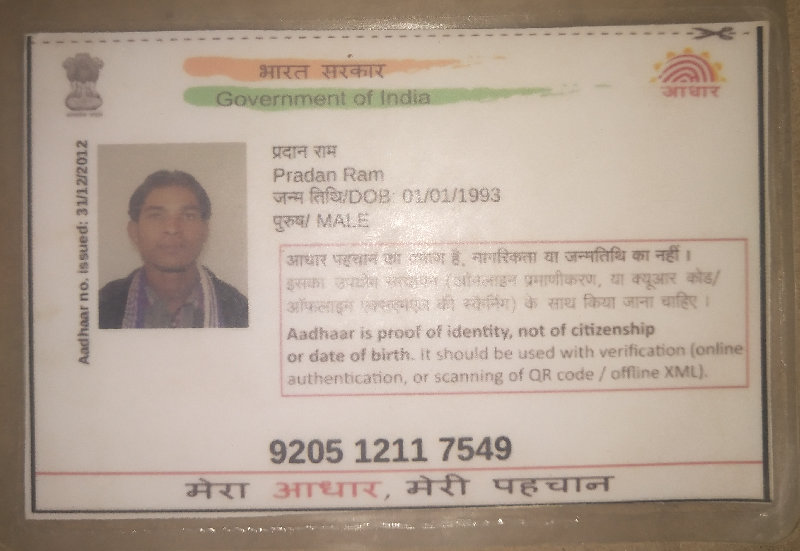 भारत सरकार
Government of India
आधार
Aadhaar no. issued: 31/12/2012
प्रदान राम
Pradan Ram
जन्म तिथि/DOB: 01/01/1993
पुरुष/ MALE
आधार पहचान का प्रमाण है, नागरिकता या जन्मतिथि का नहीं ।
इसका उपयोग सत्यापन (ऑनलाइन प्रमाणीकरण, या क्यूआर कोड/
ऑफलाइन एक्सएमएल की स्कैनिंग) के साथ किया जाना चाहिए ।
Aadhaar is proof of identity, not of citizenship
or date of birth. It should be used with verification (online
authentication, or scanning of QR code / offline XML).
9205 1211 7549
मेरा आधार, मेरी पहचान